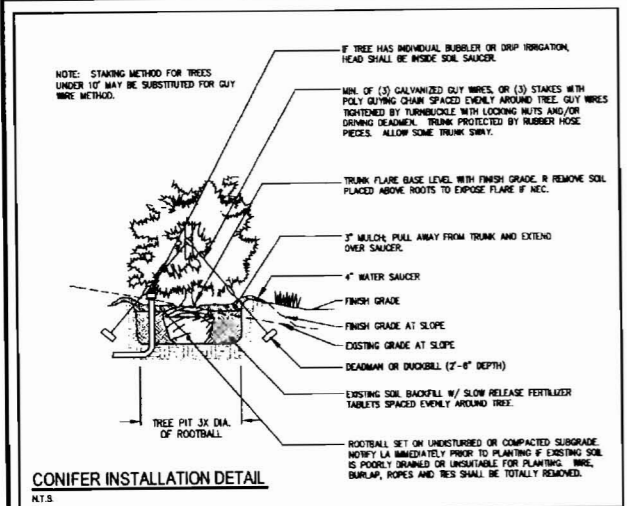 NOTE: STAKING METHOD FOR TREES
UNDER 10' MAY BE SUBSTITUTED FOR GUY
WIRE METHOD.
IF TREE HAS INDIVIDUAL BUBBLER OR DRIP IRRIGATION,
HEAD SHALL BE INSIDE SOIL SAUCER.
MIN. OF (3) GALVANIZED GUY WIRES, OR (3) STAKES WITH
POLY GUYING CHAIN SPACED EVENLY AROUND TREE. GUY WIRES
TIGHTENED BY TURNBUCKLE WITH LOCKING NUTS AND/OR
DRIVING DEADMEN. TRUNK PROTECTED BY RUBBER HOSE
PIECES. ALLOW SOME TRUNK SWAY.
TRUNK FLARE BASE LEVEL WITH FINISH GRADE. R REMOVE SOIL
PLACED ABOVE ROOTS TO EXPOSE FLARE IF NEC.
3" MULCH; PULL AWAY FROM TRUNK AND EXTEND
OVER SAUCER.
4" WATER SAUCER
FINISH GRADE
FINISH GRADE AT SLOPE
EXISTING GRADE AT SLOPE
DEADMAN OR DUCKBILL (2'-6" DEPTH)
EXISTING SOIL BACKFILL W/ SLOW RELEASE FERTILIZER
TABLETS SPACED EVENLY AROUND TREE.
TREE PIT 3X DIA.
OF ROOTBALL
ROOTBALL SET ON UNDISTURBED OR COMPACTED SUBGRADE.
NOTIFY LA IMMEDIATELY PRIOR TO PLANTING IF EXISTING SOIL
IS POORLY DRAINED OR UNSUITABLE FOR PLANTING. WIRE,
BURLAP, ROPES AND TIES SHALL BE TOTALLY REMOVED.
CONIFER INSTALLATION DETAIL
N.T.S.